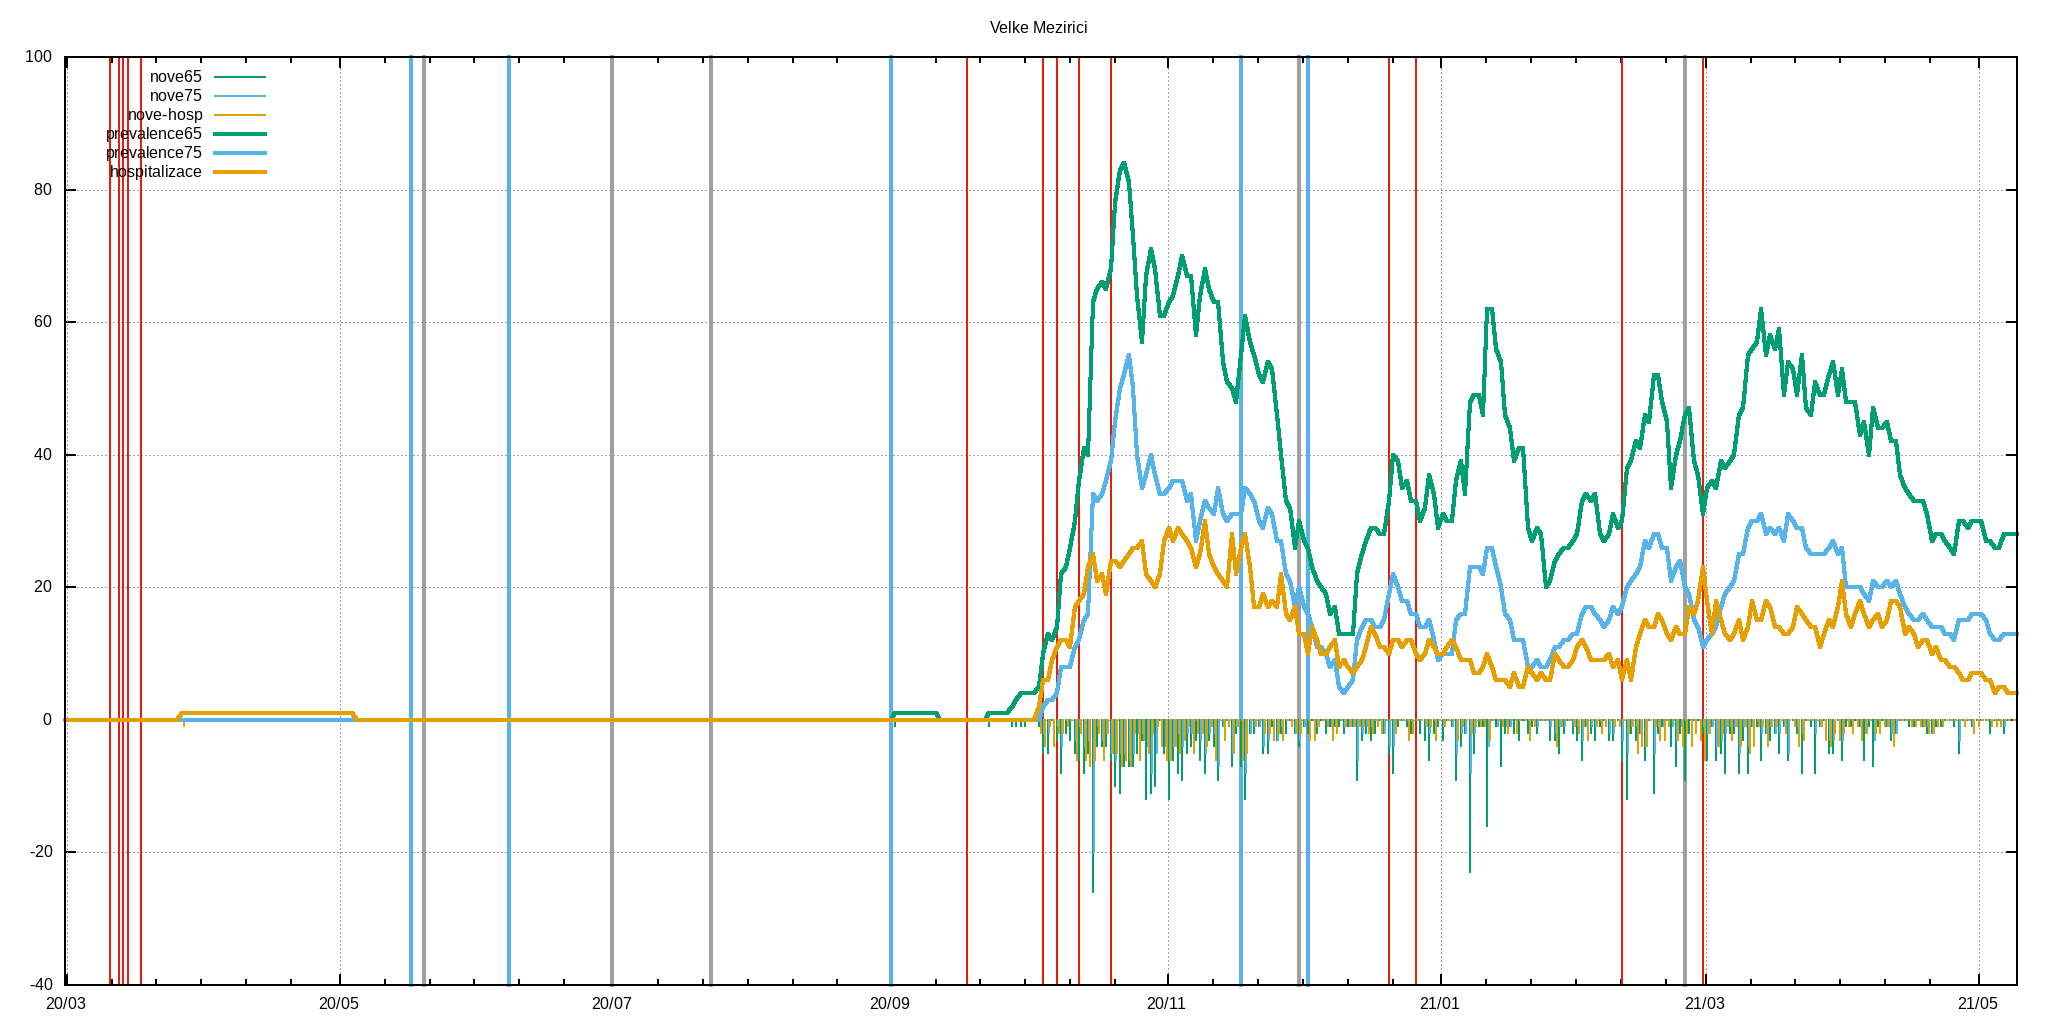 Velke Mezirici
100
80
60
40
20
0
-20
-40
nove65
nove75
nove-hosp
prevalence65
prevalence75
hospitalizace
20/03 20/05 20/07 20/09 20/11 21/01 21/03 21/05